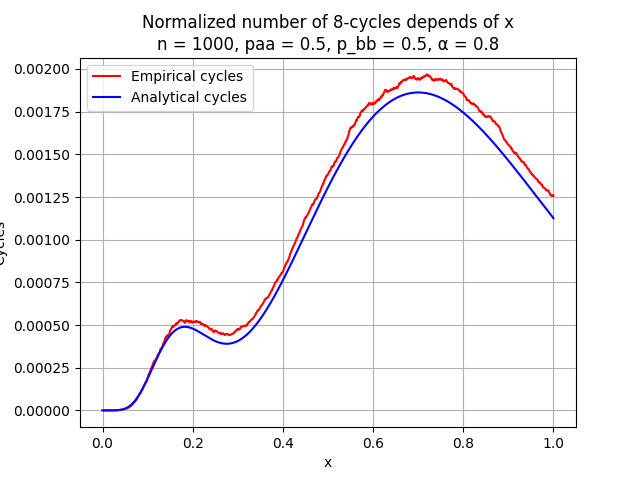 Normalized number of 8-cycles depends of x
n = 1000, paa = 0.5, p_bb = 0.5, α = 0.8
Empirical cycles
Analytical cycles
0.00200
0.00175
0.00150
0.00125
0.00100
0.00075
0.00050
0.00025
0.00000
0.0 0.2 0.4 0.6 0.8 1.0
x